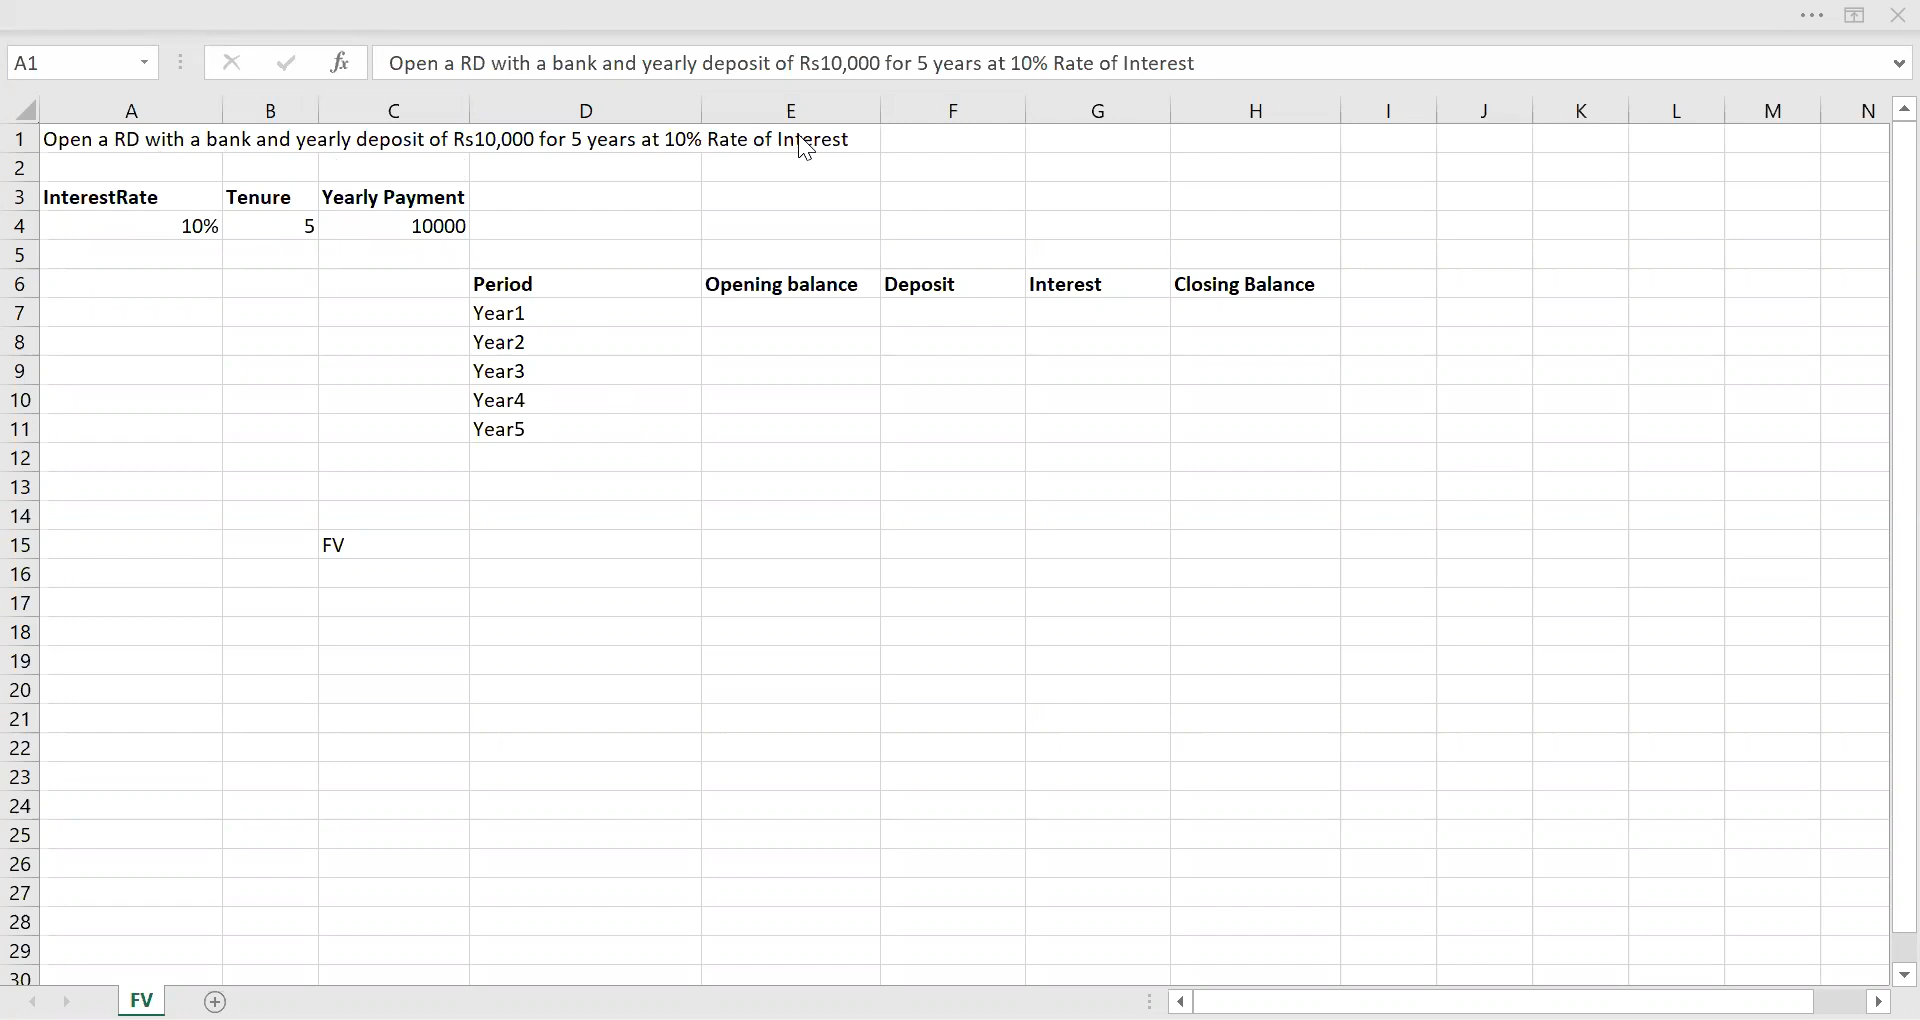 A1
fx
Open a RD with a bank and yearly deposit of Rs10,000 for 5 years at 10% Rate of Interest
A B C D E F G H I J K L M N
1 Open a RD with a bank and yearly deposit of Rs10,000 for 5 years at 10% Rate of Interest
2
3 InterestRate Tenure Yearly Payment
4 10% 5 10000
5
6 Period Opening balance Deposit Interest Closing Balance
7 Year1
8 Year2
9 Year3
10 Year4
11 Year5
12
13
14
15 FV
16
17
18
19
20
21
22
23
24
25
26
27
28
29
30
FV